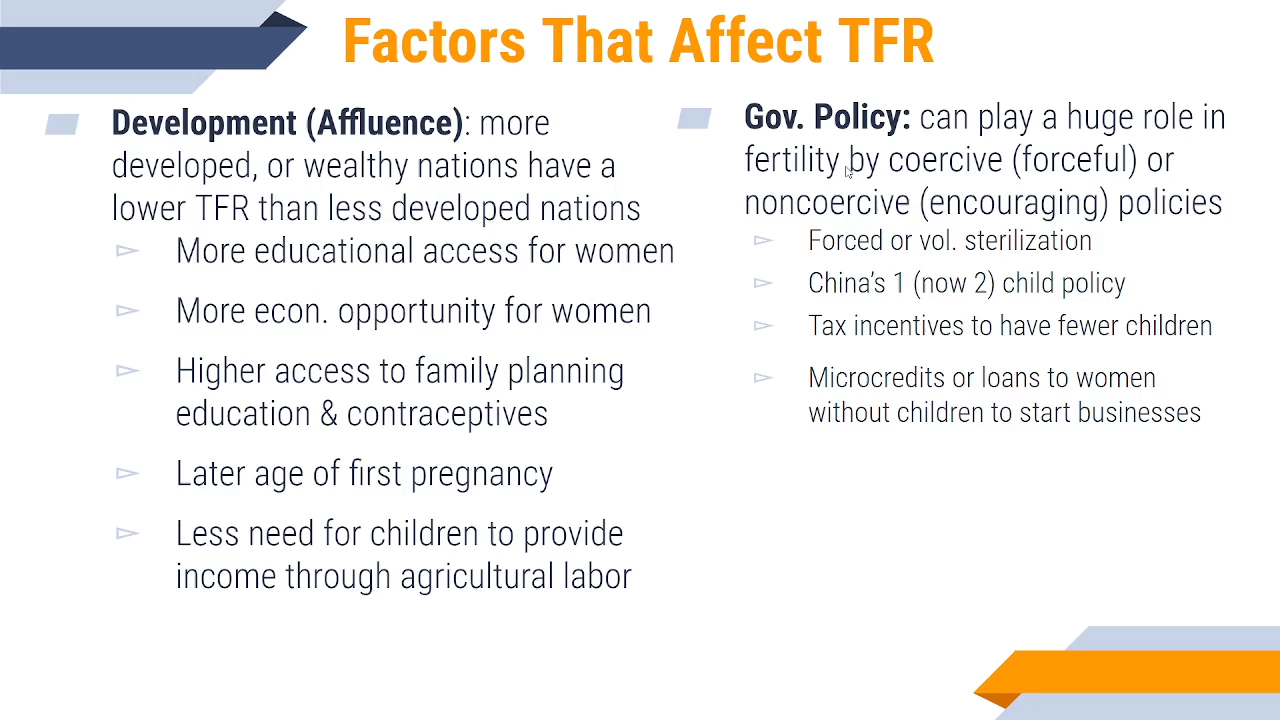 Factors That Affect TFR
Development (Affluence): more
developed, or wealthy nations have a
lower TFR than less developed nations
More educational access for women
More econ. opportunity for women
Higher access to family planning
education & contraceptives
Later age of first pregnancy
Less need for children to provide
income through agricultural labor
Gov. Policy: can play a huge role in
fertility by coercive (forceful) or
noncoercive (encouraging) policies
Forced or vol. sterilization
China's 1 (now 2) child policy
Tax incentives to have fewer children
Microcredits or loans to women
without children to start businesses